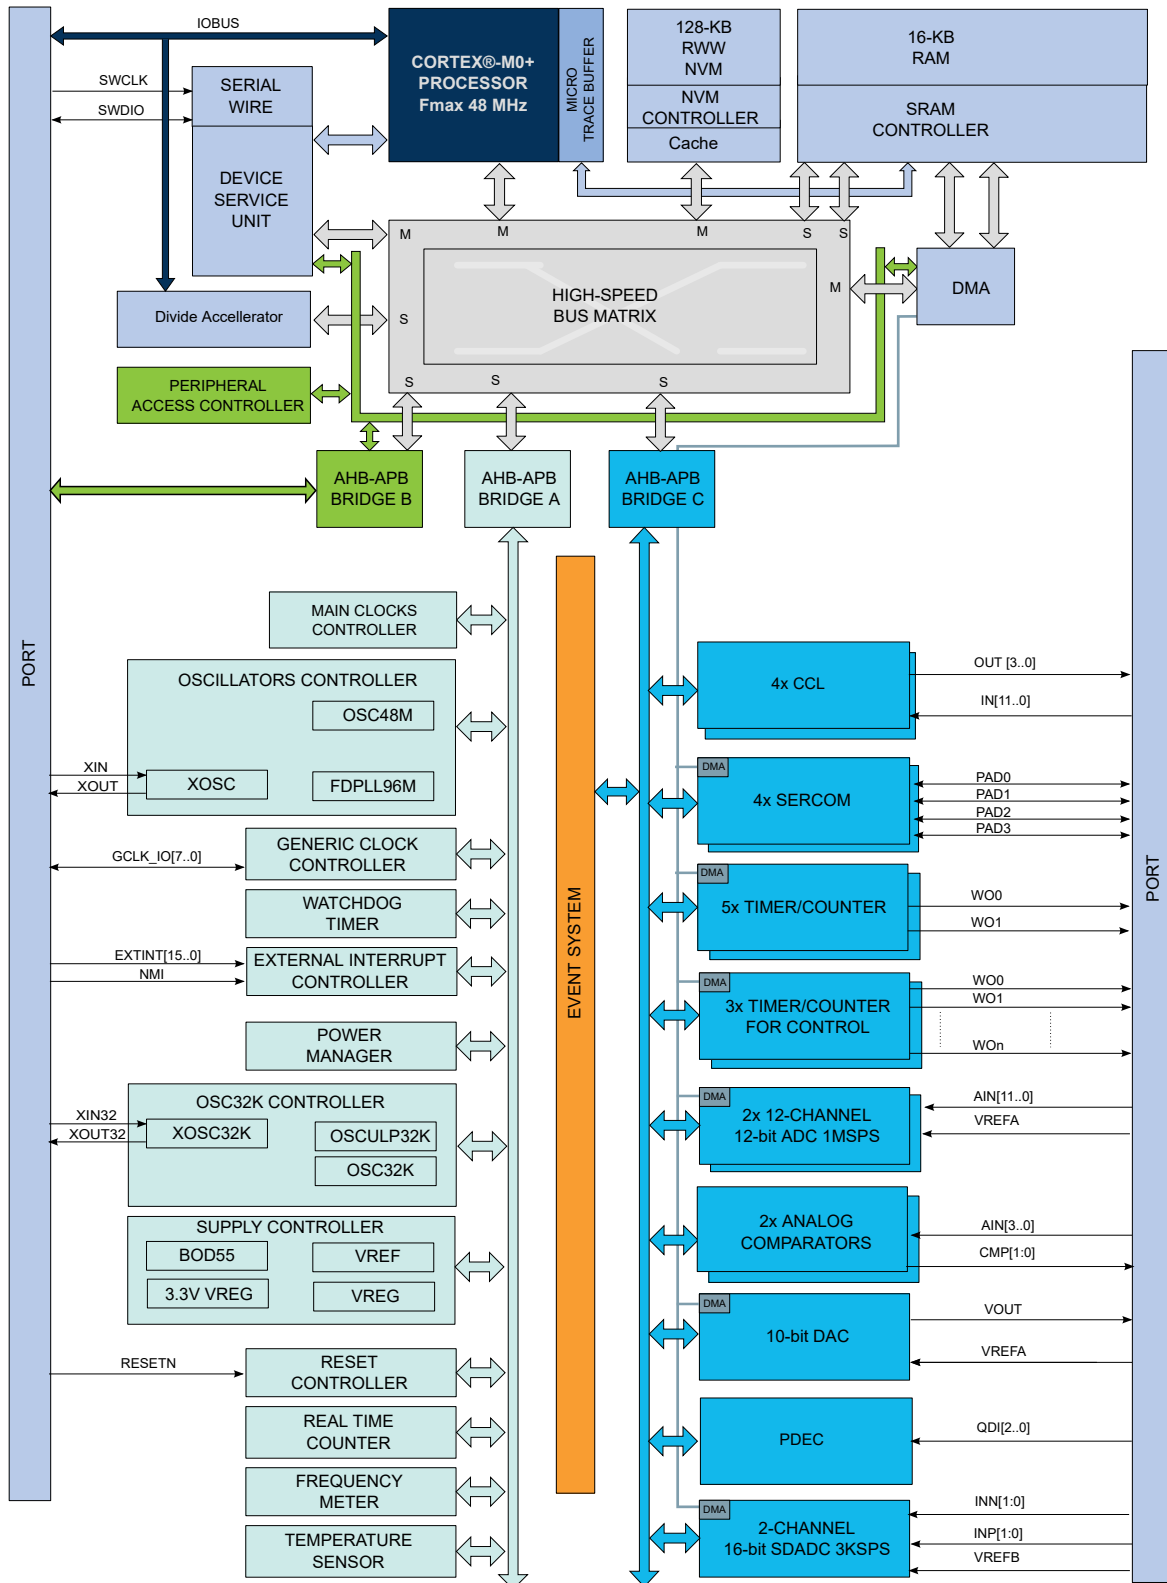 IOBUS
SWCLK
SWDIO
SERIAL
WIRE
DEVICE
SERVICE
UNIT
CORTEX®-M0+
PROCESSOR
Fmax 48 MHz
MICRO
TRACE BUFFER
128-KB
RWW
NVM
NVM
CONTROLLER
Cache
16-KB
RAM
SRAM
CONTROLLER
M
M
M
S
S
M
S
S
S
S
HIGH-SPEED
BUS MATRIX
DMA
Divide Accellerator
PERIPHERAL
ACCESS CONTROLLER
AHB-APB
BRIDGE B
AHB-APB
BRIDGE A
AHB-APB
BRIDGE C
PORT
PORT
EVENT SYSTEM
MAIN CLOCKS
CONTROLLER
OSCILLATORS CONTROLLER
OSC48M
XOSC
FDPLL96M
XIN
XOUT
GCLK_IO[7..0]
GENERIC CLOCK
CONTROLLER
WATCHDOG
TIMER
EXTINT[15..0]
NMI
EXTERNAL INTERRUPT
CONTROLLER
POWER
MANAGER
OSC32K CONTROLLER
XIN32
XOUT32
XOSC32K
OSCULP32K
OSC32K
SUPPLY CONTROLLER
BOD55
VREF
3.3V VREG
VREG
RESETN
RESET
CONTROLLER
REAL TIME
COUNTER
FREQUENCY
METER
TEMPERATURE
SENSOR
4x CCL
OUT [3..0]
IN[11..0]
DMA
4x SERCOM
PAD0
PAD1
PAD2
PAD3
DMA
5x TIMER/COUNTER
WO0
WO1
DMA
3x TIMER/COUNTER
FOR CONTROL
WO0
WO1
WOn
DMA
2x 12-CHANNEL
12-bit ADC 1MSPS
AIN[11..0]
VREFA
2x ANALOG
COMPARATORS
AIN[3..0]
CMP[1:0]
DMA
10-bit DAC
VOUT
VREFA
PDEC
QDI[2..0]
DMA
2-CHANNEL
16-bit SDADC 3KSPS
INN[1:0]
INP[1:0]
VREFB